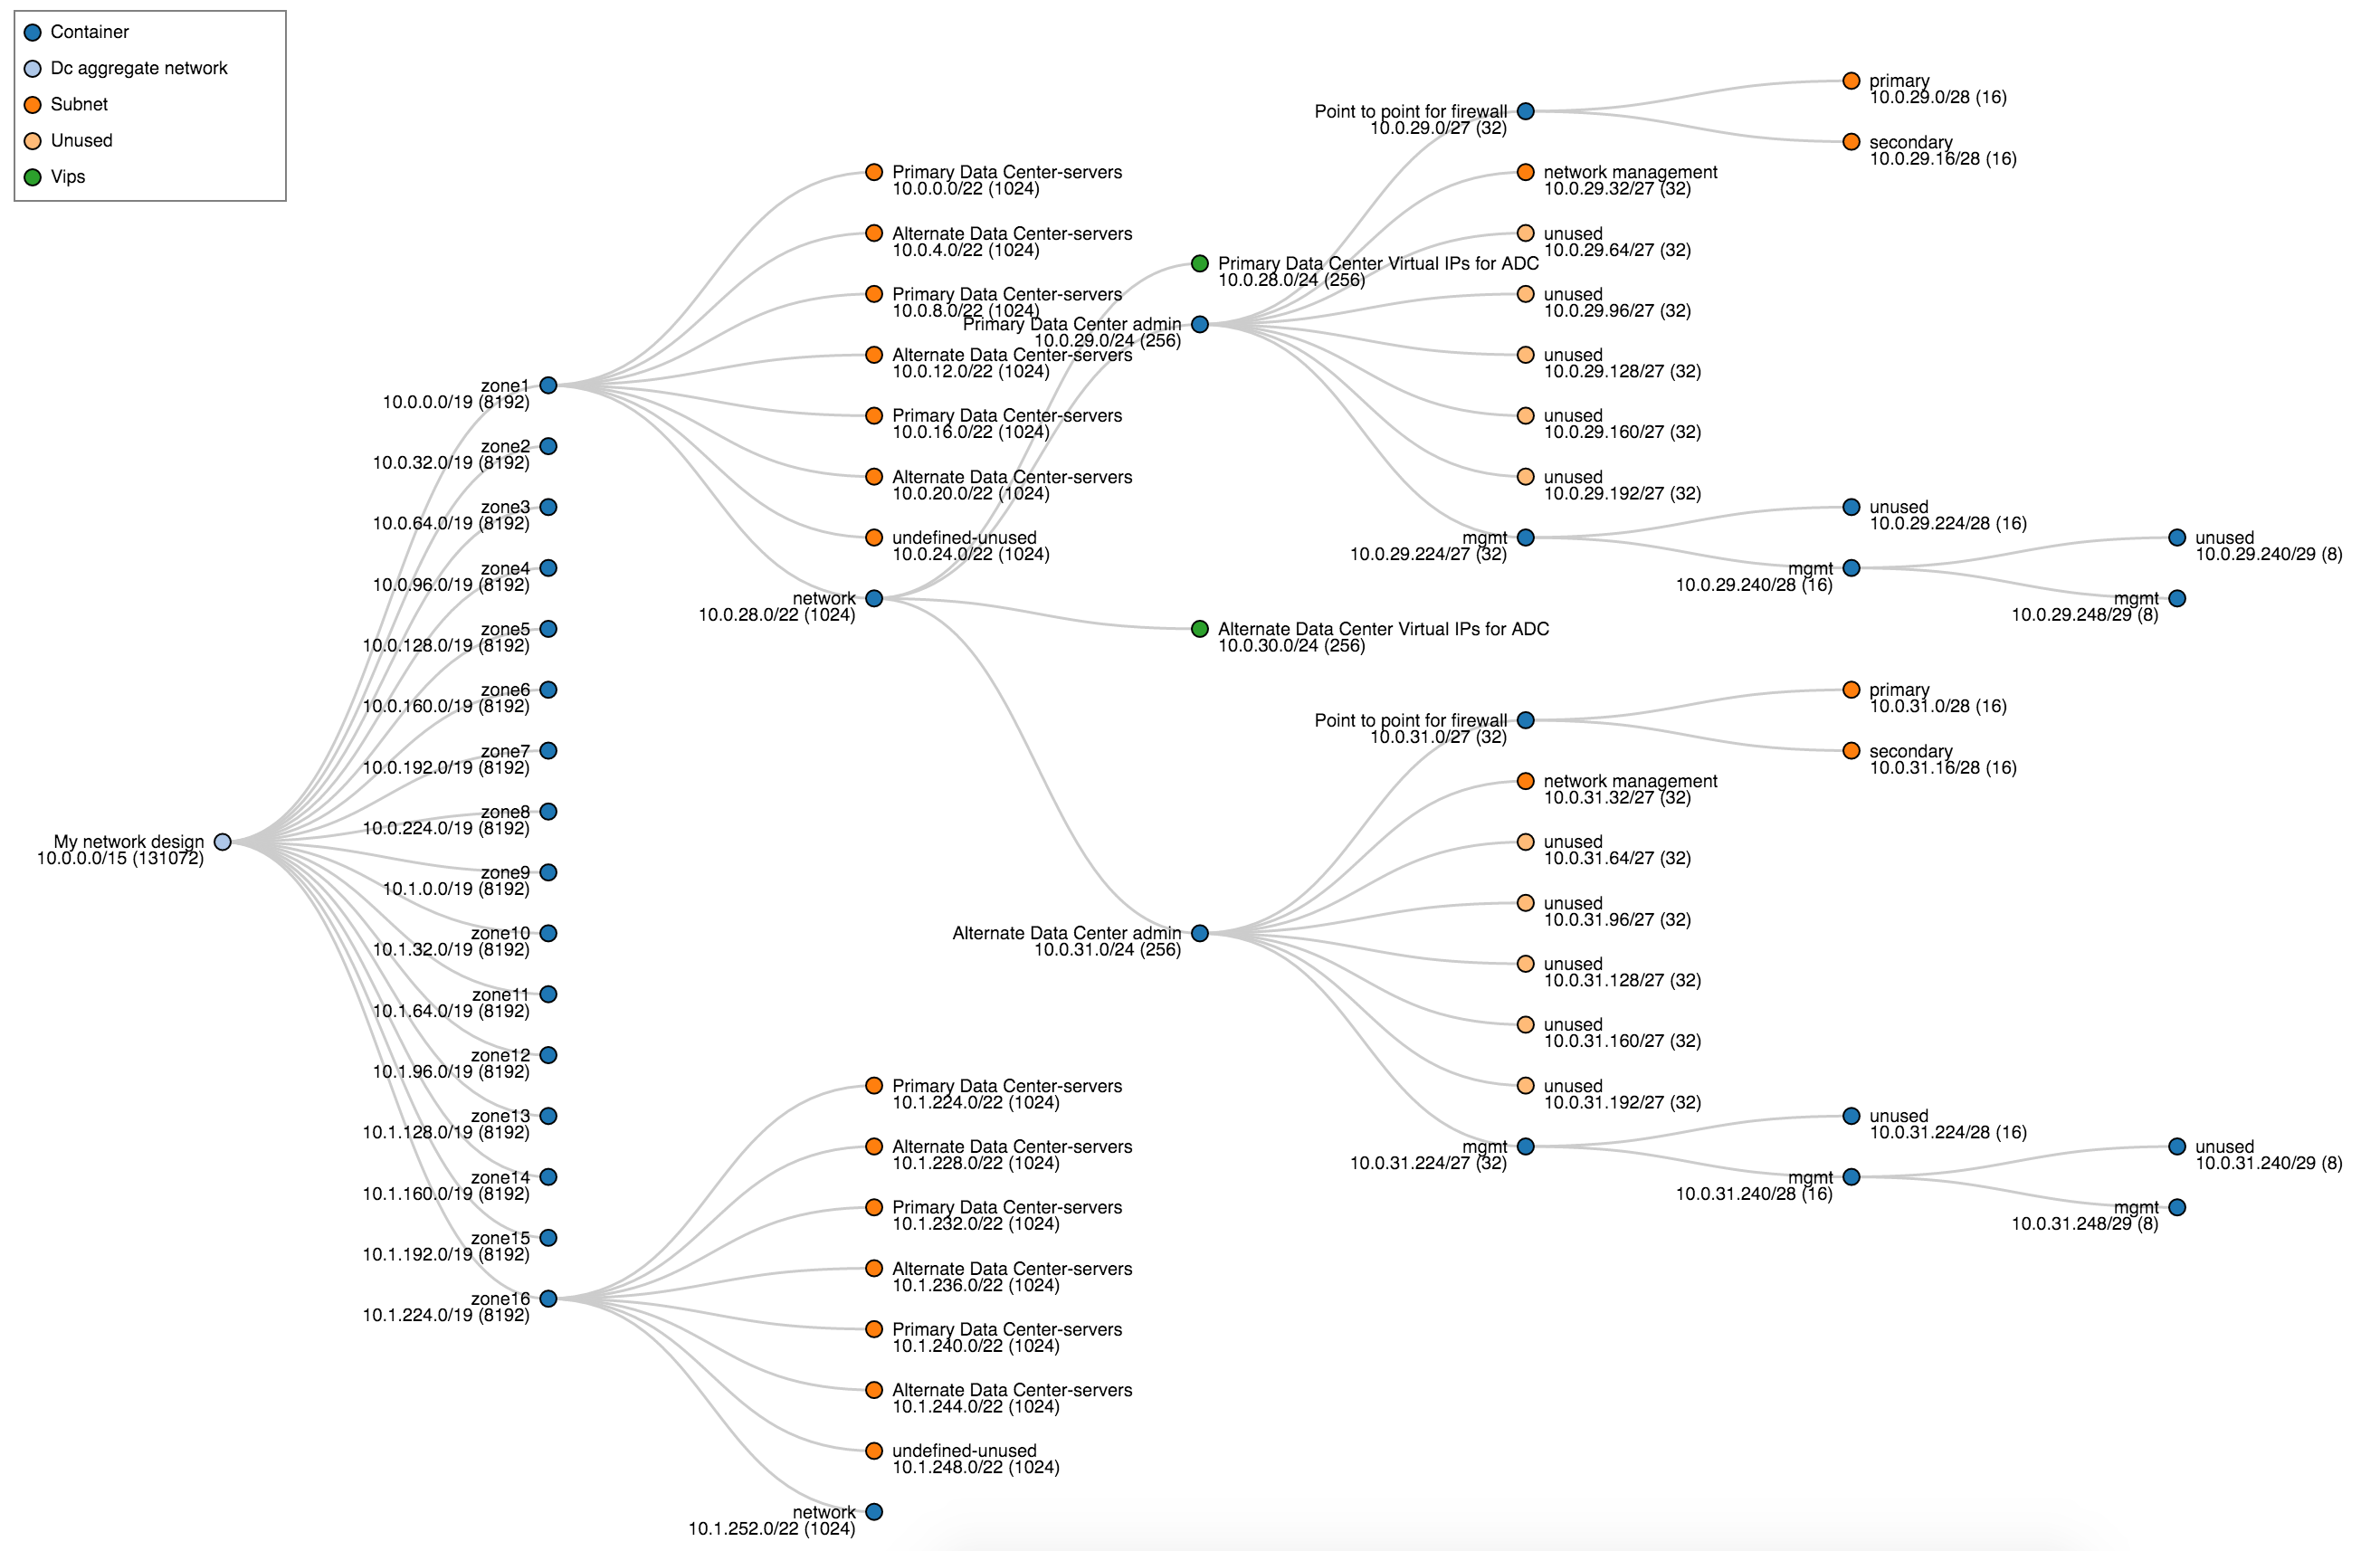 Container
Dc aggregate network
Subnet
Unused
Vips
My network design
10.0.0.0/15 (131072)
zone1
10.0.0.0/19 (8192)
zone2
10.0.32.0/19 (8192)
zone3
10.0.64.0/19 (8192)
zone4
10.0.96.0/19 (8192)
zone5
10.0.128.0/19 (8192)
zone6
10.0.160.0/19 (8192)
zone7
10.0.192.0/19 (8192)
zone8
10.0.224.0/19 (8192)
zone9
10.1.0.0/19 (8192)
zone10
10.1.32.0/19 (8192)
zone11
10.1.64.0/19 (8192)
zone12
10.1.96.0/19 (8192)
zone13
10.1.128.0/19 (8192)
zone14
10.1.160.0/19 (8192)
zone15
10.1.192.0/19 (8192)
zone16
10.1.224.0/19 (8192)
Primary Data Center-servers
10.0.0.0/22 (1024)
Alternate Data Center-servers
10.0.4.0/22 (1024)
Primary Data Center-servers
10.0.8.0/22 (1024)
Alternate Data Center-servers
10.0.12.0/22 (1024)
Primary Data Center-servers
10.0.16.0/22 (1024)
Alternate Data Center-servers
10.0.20.0/22 (1024)
undefined-unused
10.0.24.0/22 (1024)
network
10.0.28.0/22 (1024)
Primary Data Center-servers
10.1.224.0/22 (1024)
Alternate Data Center-servers
10.1.228.0/22 (1024)
Primary Data Center-servers
10.1.232.0/22 (1024)
Alternate Data Center-servers
10.1.236.0/22 (1024)
Primary Data Center-servers
10.1.240.0/22 (1024)
Alternate Data Center-servers
10.1.244.0/22 (1024)
undefined-unused
10.1.248.0/22 (1024)
network
10.1.252.0/22 (1024)
Primary Data Center Virtual IPs for ADC
10.0.28.0/24 (256)
Primary Data Center admin
10.0.29.0/24 (256)
Alternate Data Center Virtual IPs for ADC
10.0.30.0/24 (256)
Alternate Data Center admin
10.0.31.0/24 (256)
Point to point for firewall
10.0.29.0/27 (32)
network management
10.0.29.32/27 (32)
unused
10.0.29.64/27 (32)
unused
10.0.29.96/27 (32)
unused
10.0.29.128/27 (32)
unused
10.0.29.160/27 (32)
unused
10.0.29.192/27 (32)
mgmt
10.0.29.224/27 (32)
Point to point for firewall
10.0.31.0/27 (32)
network management
10.0.31.32/27 (32)
unused
10.0.31.64/27 (32)
unused
10.0.31.96/27 (32)
unused
10.0.31.128/27 (32)
unused
10.0.31.160/27 (32)
unused
10.0.31.192/27 (32)
mgmt
10.0.31.224/27 (32)
primary
10.0.29.0/28 (16)
secondary
10.0.29.16/28 (16)
unused
10.0.29.224/28 (16)
mgmt
10.0.29.240/28 (16)
primary
10.0.31.0/28 (16)
secondary
10.0.31.16/28 (16)
unused
10.0.31.224/28 (16)
mgmt
10.0.31.240/28 (16)
unused
10.0.29.240/29 (8)
mgmt
10.0.29.248/29 (8)
unused
10.0.31.240/29 (8)
mgmt
10.0.31.248/29 (8)